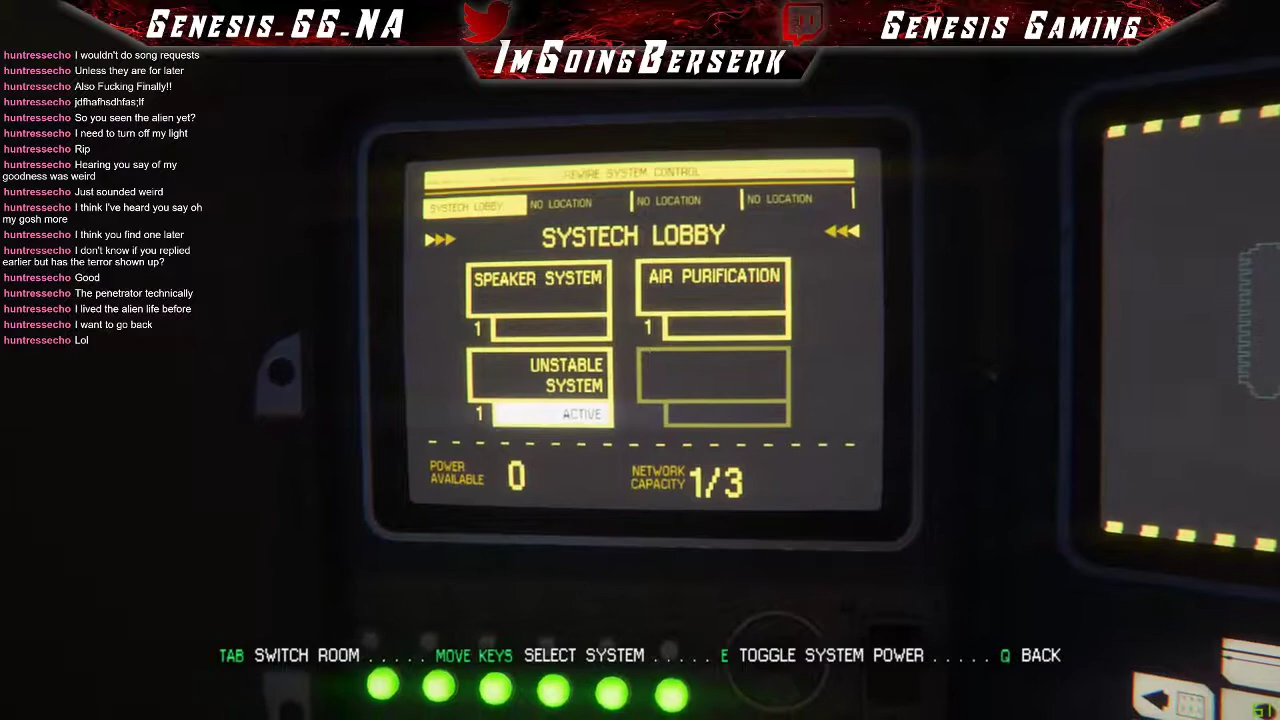 Genesis_GG_NA
Genesis Gaming
ImGoingBerserk
huntressecho I wouldn't do song requests
huntressecho Unless they are for later
huntressecho Also Fucking Finally!!
huntressecho jdfhafnsdhfas;lf
huntressecho So you seen the alien yet?
huntressecho I need to turn off my light
huntressecho Rip
huntressecho Hearing you say of my
goodness was weird
huntressecho Just sounded weird
huntressecho I think I've heard you say oh
my gosh more
huntressecho I think you find one later
huntressecho I don't know if you replied
earlier but has the terror shown up?
huntressecho Good
huntressecho The penetrator technically
huntressecho I lived the alien life before
huntressecho I want to go back
huntressecho Lol
REWIRE SYSTEM CONTROL
SYSTECH LOBBY NO LOCATION NO LOCATION NO LOCATION
SYSTECH LOBBY
SPEAKER SYSTEM
1
AIR PURIFICATION
1
UNSTABLE
SYSTEM
1 ACTIVE
POWER
AVAILABLE 0
NETWORK
CAPACITY 1/3
TAB SWITCH ROOM ..... MOVE KEYS SELECT SYSTEM ..... E TOGGLE SYSTEM POWER ..... Q BACK